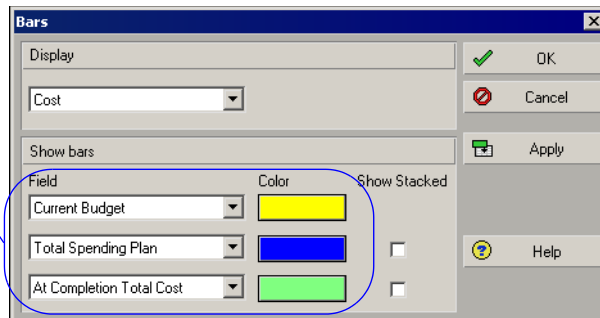 Bars
Display
OK
Cost
Cancel
Show bars
Apply
Field Color Show Stacked
Current Budget
Total Spending Plan
Help
At Completion Total Cost